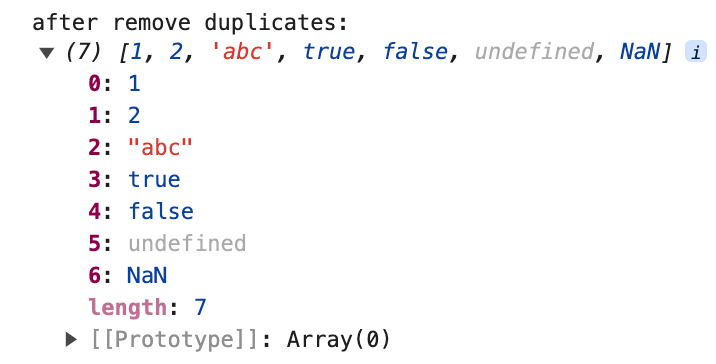 after remove duplicates:
(7) [1, 2, 'abc', true, false, undefined, NaN] i
0: 1
1: 2
2: "abc"
3: true
4: false
5: undefined
6: NaN
length: 7
[[Prototype]]: Array(0)